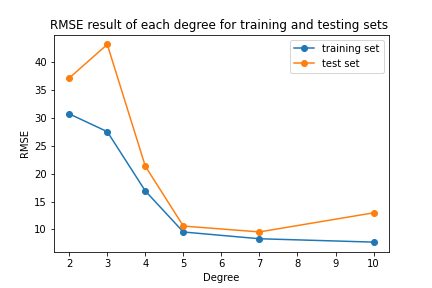 RMSE result of each degree for training and testing sets
training set
test set
RMSE
40
35
30
25
20
15
10
2 3 4 5 6 7 8 9 10
Degree